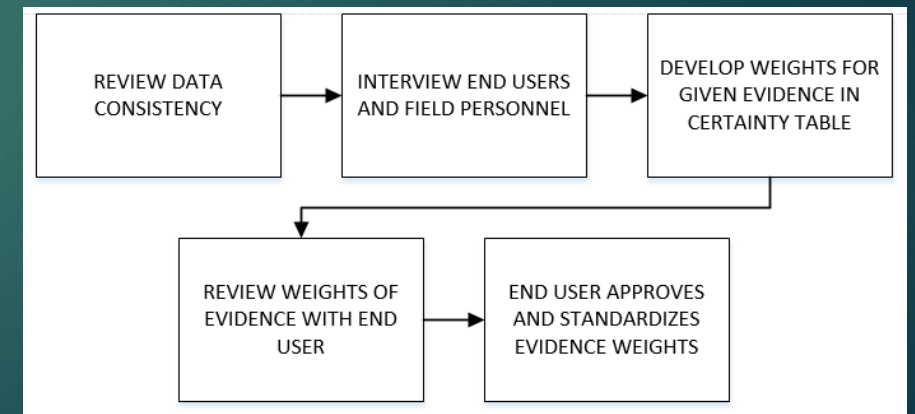 REVIEW DATA
CONSISTENCY
INTERVIEW END USERS
AND FIELD PERSONNEL
DEVELOP WEIGHTS FOR
GIVEN EVIDENCE IN
CERTAINTY TABLE
REVIEW WEIGHTS OF
EVIDENCE WITH END
USER
END USER APPROVES
AND STANDARDIZES
EVIDENCE WEIGHTS